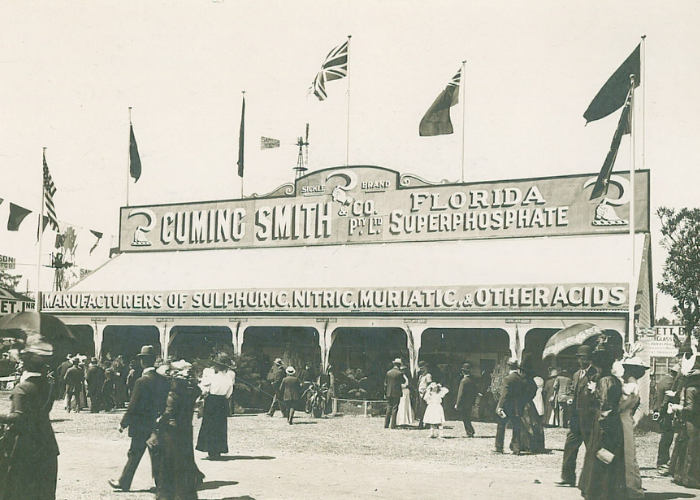 SICKLE BRAND
CUMING SMITH & CO. PTY LTD
FLORIDA
SUPERPHOSPHATE
MANUFACTURERS OF SULPHURIC, NITRIC, MURIATIC, & OTHER ACIDS